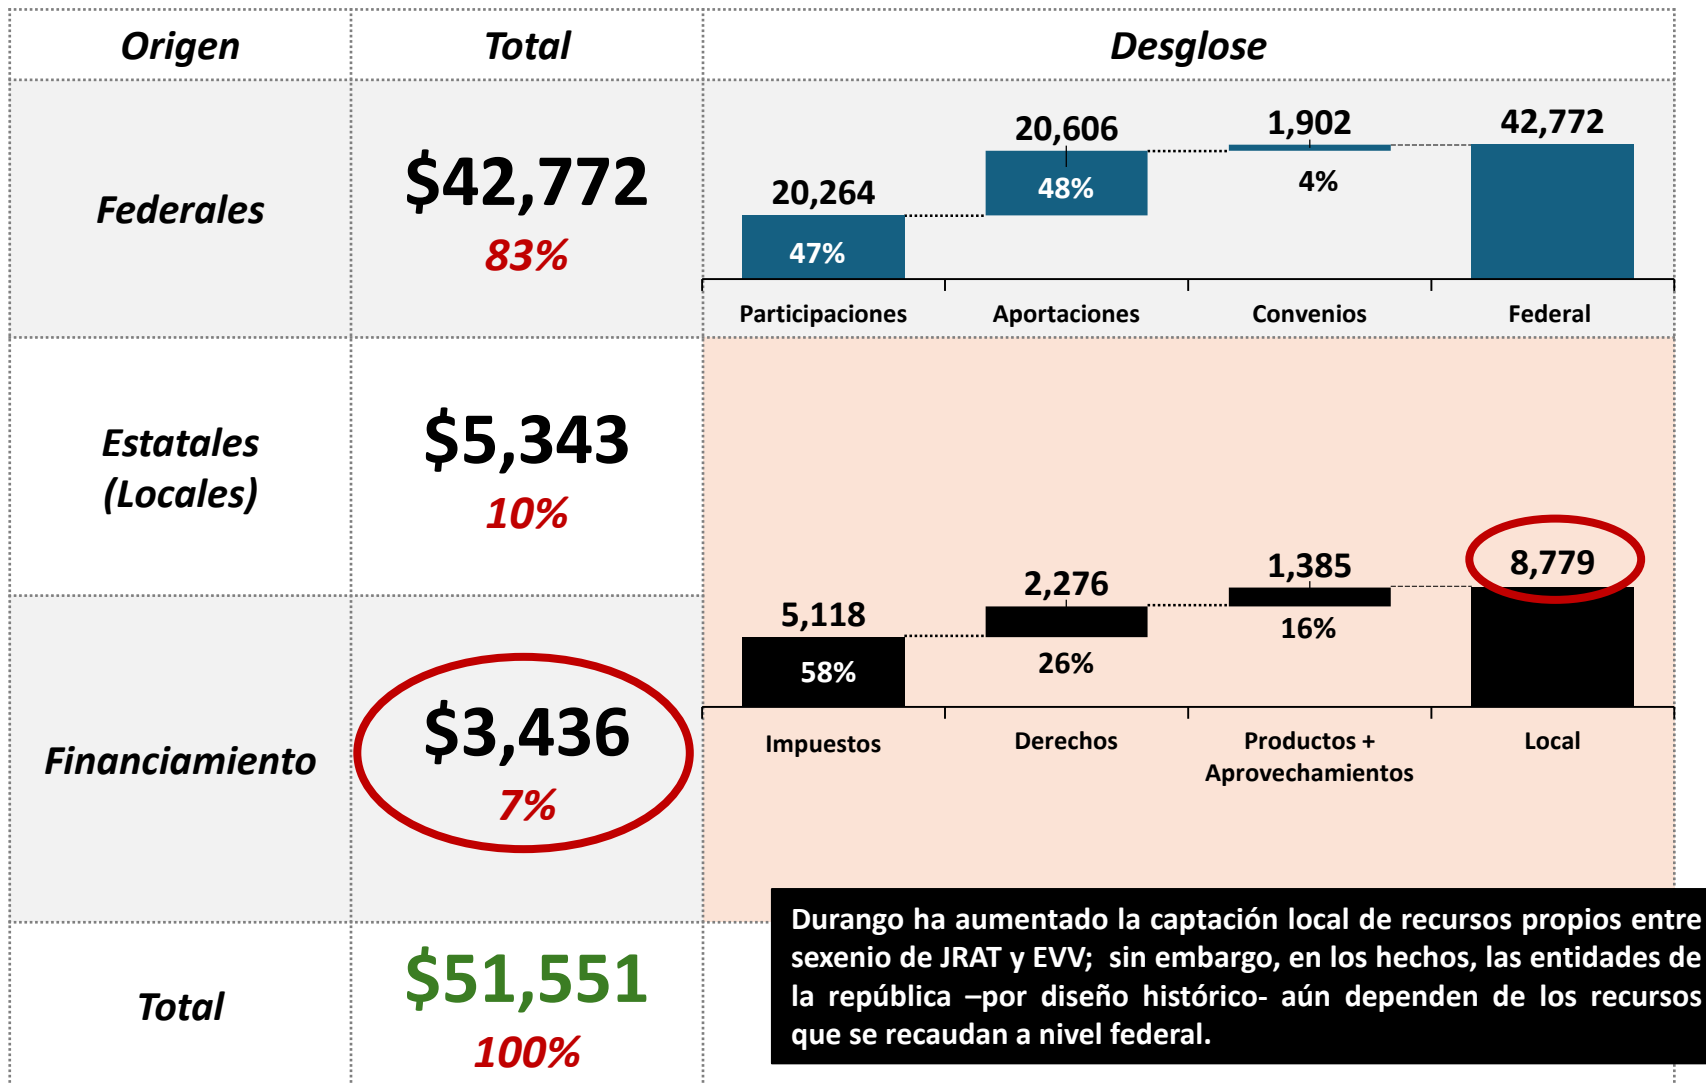 Origen
Total
Desglose
Federales
$42,772
83%
20,264
20,606
1,902
42,772
47%
48%
4%
Participaciones
Aportaciones
Convenios
Federal
Estatales
(Locales)
$5,343
10%
Financiamiento
$3,436
7%
5,118
2,276
1,385
8,779
58%
26%
16%
Impuestos
Derechos
Productos +
Aprovechamientos
Local
Total
$51,551
100%
Durango ha aumentado la captación local de recursos propios entre
sexenio de JRAT y EVV; sin embargo, en los hechos, las entidades de
la república –por diseño histórico- aún dependen de los recursos
que se recaudan a nivel federal.